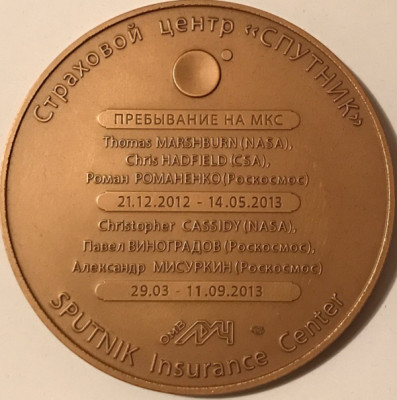 Страховой центр «СПУТНИК»
ПРЕБЫВАНИЕ НА МКС
Thomas MARSHBURN (NASA),
Chris HADFIELD (CSA),
Роман РОМАНЕНКО (Роскосмос)
21.12.2012 - 14.05.2013
Christopher CASSIDY (NASA),
Павел ВИНОГРАДОВ (Роскосмос),
Александр МИСУРКИН (Роскосмос)
29.03 - 11.09.2013
SPUTNIK Insurance Center